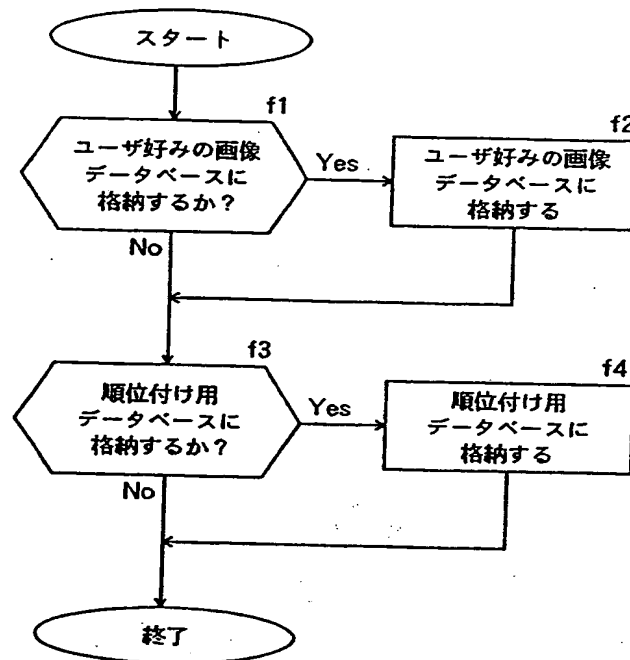 スタート
f1
ユーザ好みの画像
データベースに
格納するか?
Yes
f2
ユーザ好みの画像
データベースに
格納する
No
f3
順位付け用
データベースに
格納するか?
Yes
f4
順位付け用
データベースに
格納する
No
終了